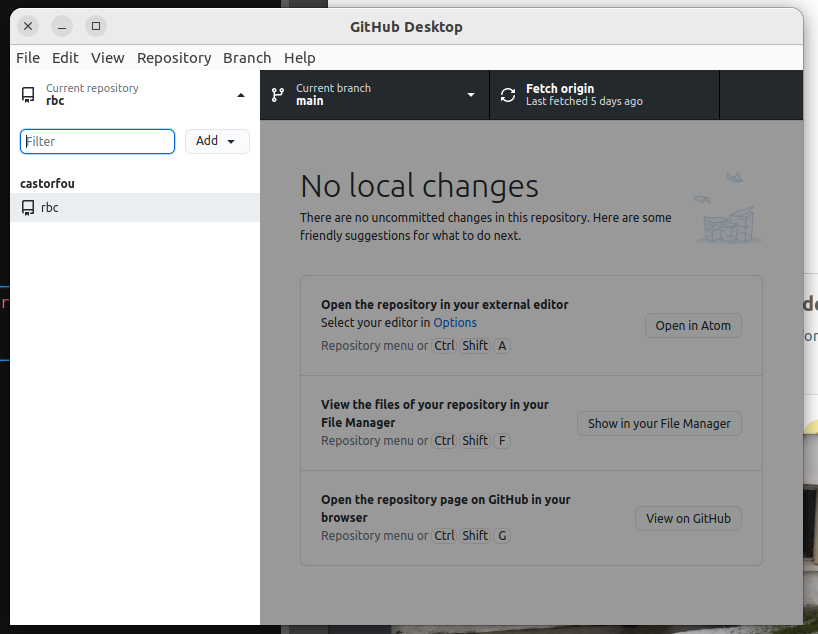 GitHub Desktop
File Edit View Repository Branch Help
Current repository
rbc
Current branch
main
Fetch origin
Last fetched 5 days ago
Filter
Add
castorfou
rbc
No local changes
There are no uncommitted changes in this repository. Here are some
friendly suggestions for what to do next.
Open the repository in your external editor
Select your editor in Options
Repository menu or Ctrl Shift A
Open in Atom
View the files of your repository in your
File Manager
Repository menu or Ctrl Shift F
Show in your File Manager
Open the repository page on GitHub in your
browser
Repository menu or Ctrl Shift G
View on GitHub